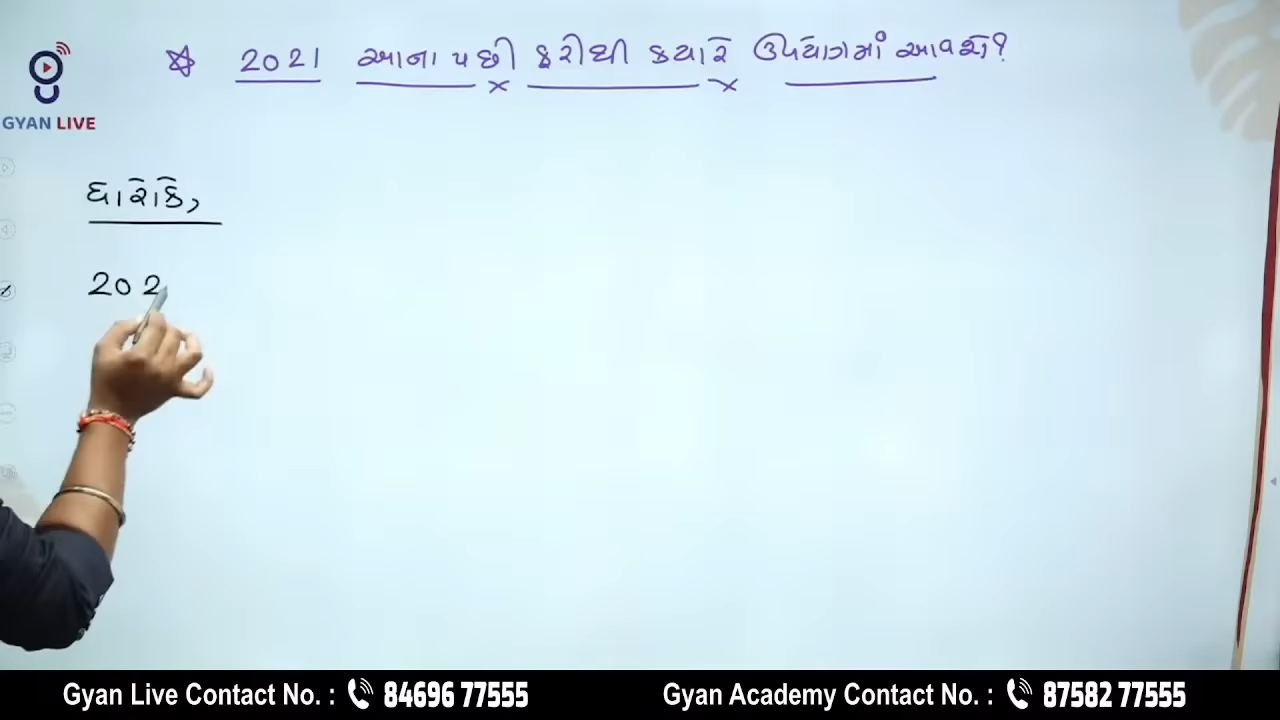 ☆ 2021 આના પછી ફરીથી કયારે ઉપયોગમાં આવશે?
GYAN LIVE
ધારોકે,
202
Gyan Live Contact No. : 84696 77555
Gyan Academy Contact No. : 87582 77555